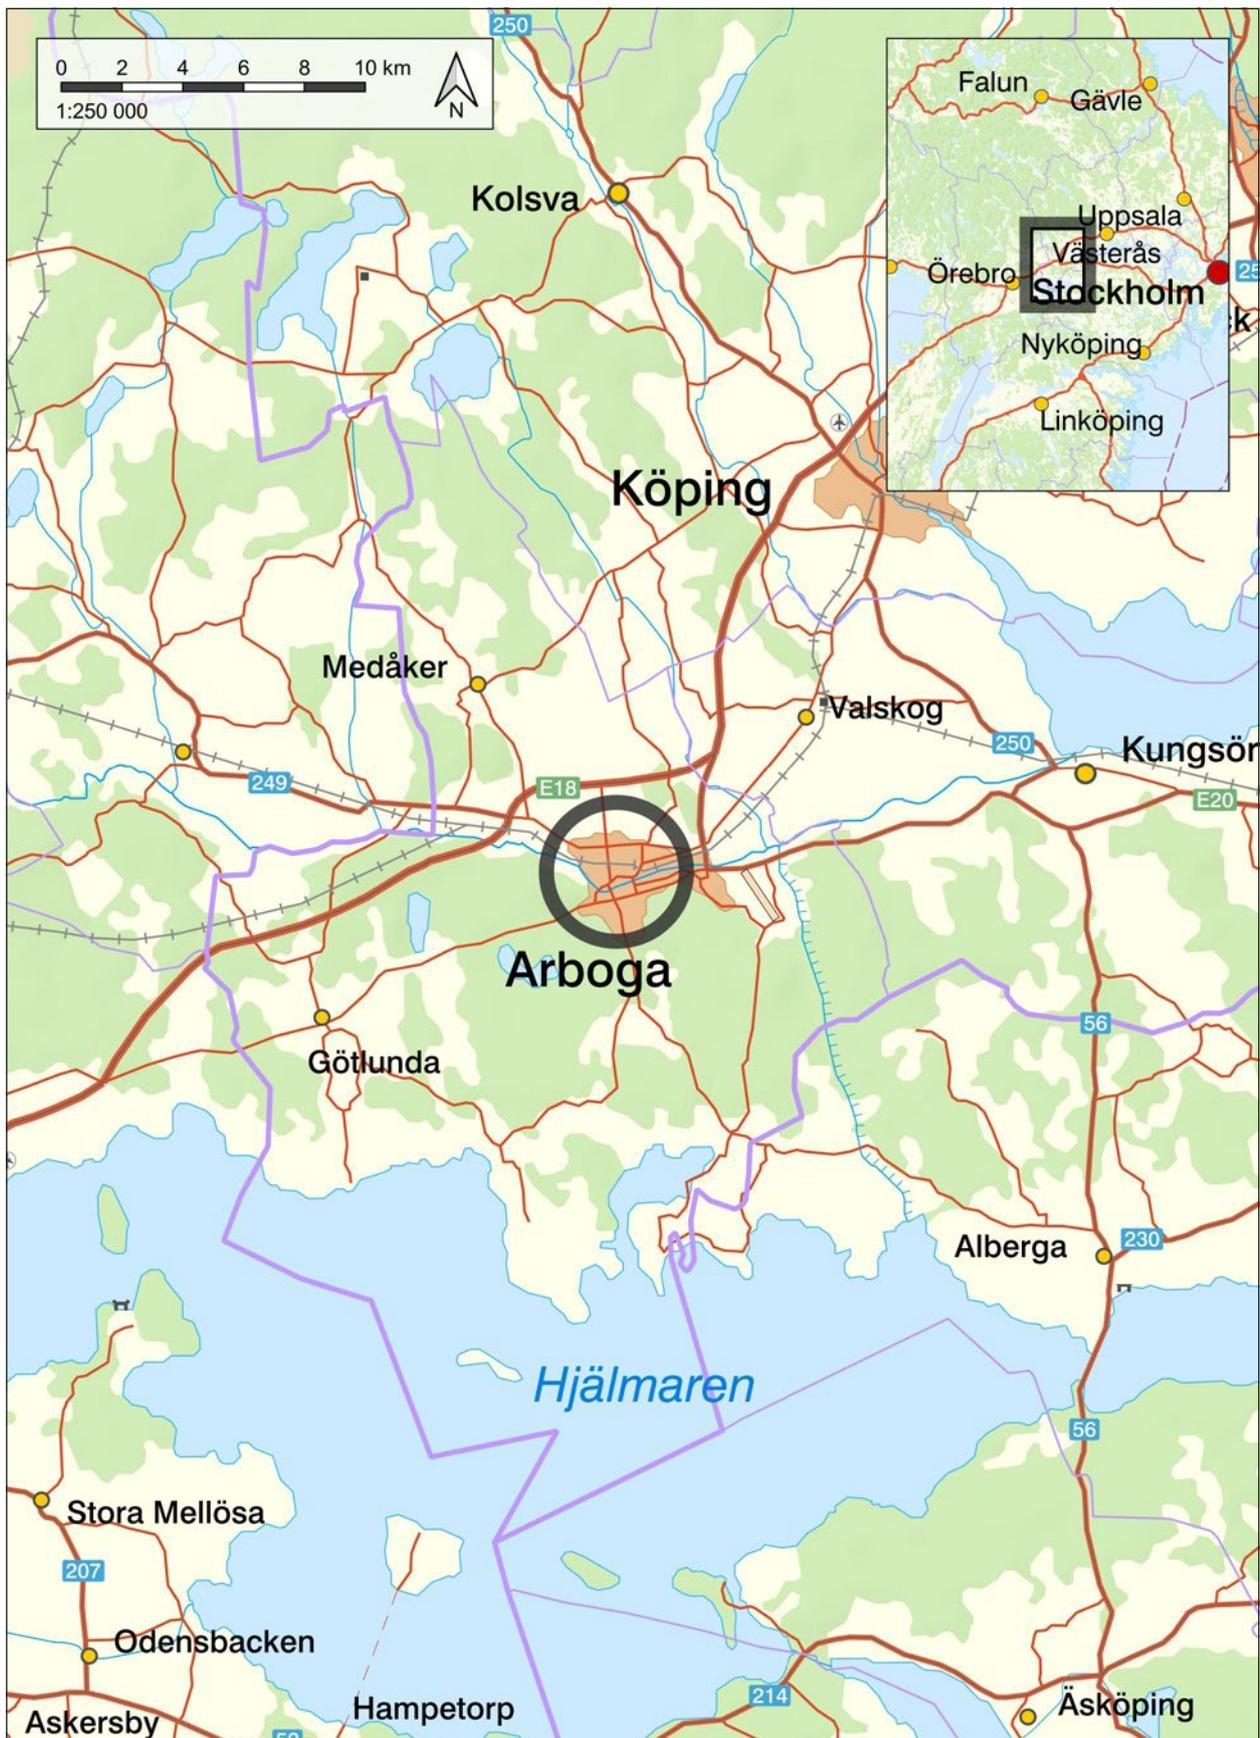 250
0 2 4 6 8 10 km
1:250 000
N
Falun
Gävle
Uppsala
Västerås
Örebro
Stockholm
Nyköping
Linköping
Kolsva
25
k
Köping
Medåker
Valskog
250
Kungsör
249
E18
E20
Arboga
56
Götlunda
Alberga
230
Hjälmaren
56
Stora Mellösa
207
Odensbacken
214
Hampetorp
Äsköping
Askersby